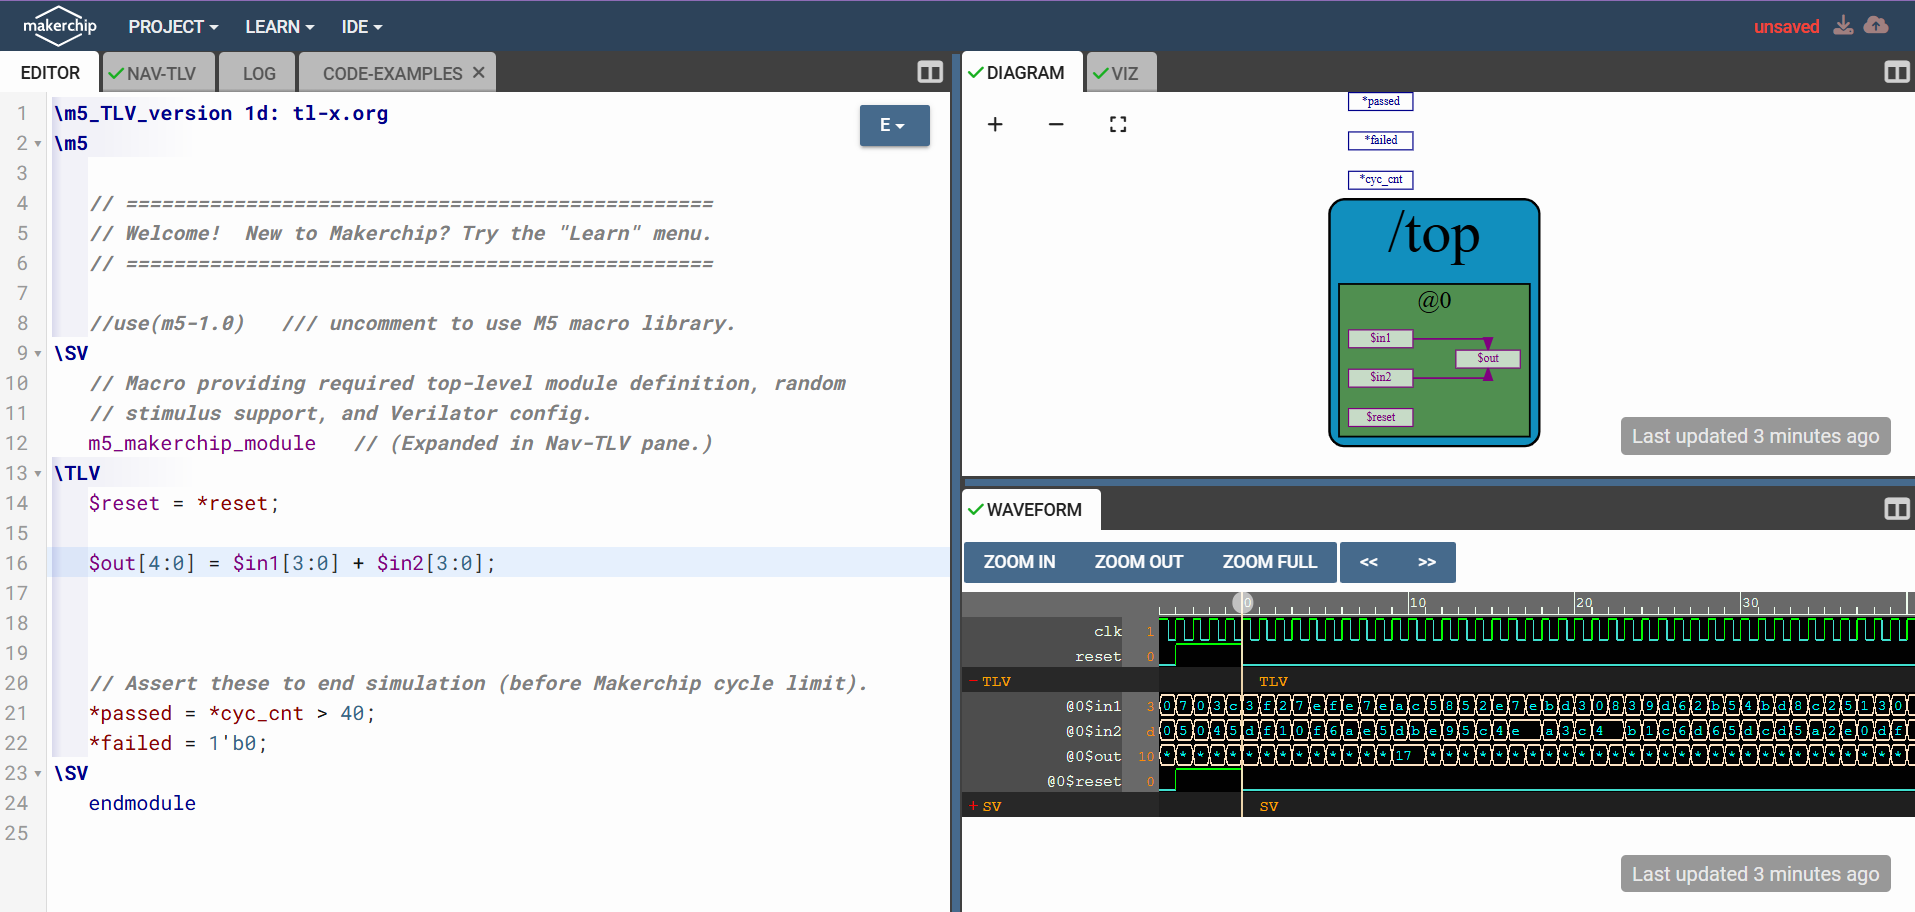 makerchip PROJECT LEARN IDE unsaved
EDITOR NAV-TLV LOG CODE-EXAMPLES ×
E
1 \m5_TLV_version 1d: tl-x.org
2 \m5
3
4 // =================================================
5 // Welcome!  New to Makerchip? Try the "Learn" menu.
6 // =================================================
7
8 //use(m5-1.0)   /// uncomment to use M5 macro library.
9 \SV
10 // Macro providing required top-level module definition, random
11 // stimulus support, and Verilator config.
12 m5_makerchip_module   // (Expanded in Nav-TLV pane.)
13 \TLV
14 $reset = *reset;
15
16 $out[4:0] = $in1[3:0] + $in2[3:0];
17
18
19
20 // Assert these to end simulation (before Makerchip cycle limit).
21 *passed = *cyc_cnt > 40;
22 *failed = 1'b0;
23 \SV
24 endmodule
25
DIAGRAM VIZ
+ −
*passed
*failed
*cyc_cnt
/top
@0
$in1
$out
$in2
$reset
Last updated 3 minutes ago
WAVEFORM
ZOOM IN ZOOM OUT ZOOM FULL << >>
0 10 20 30
clk 1
reset 0
− TLV TLV
@0$in1 3
@0$in2 d
@0$out 10 17
@0$reset 0
+ SV SV
Last updated 3 minutes ago